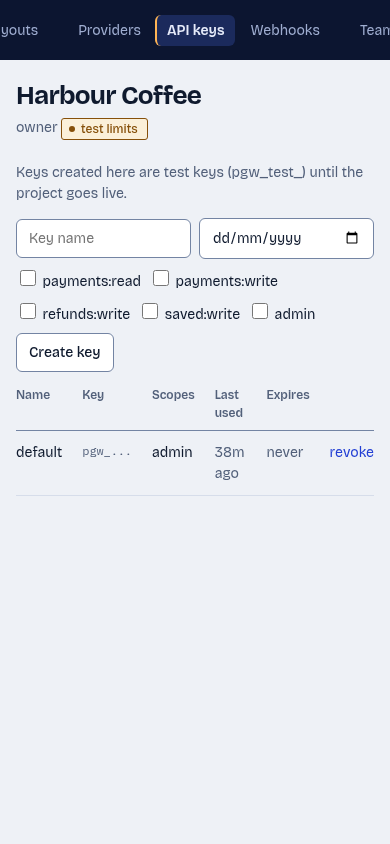 youts Providers API keys Webhooks Team
Harbour Coffee
owner test limits
Keys created here are test keys (pgw_test_) until the
project goes live.
Key name dd/mm/yyyy
payments:read payments:write
refunds:write saved:write admin
Create key
Name Key Scopes Last used Expires
default pgw_... admin 38m ago never revoke